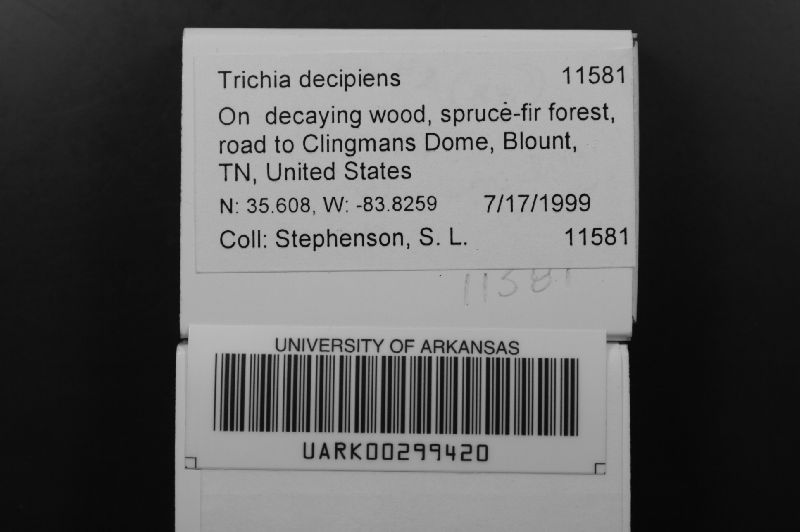 Trichia decipiens 11581
On decaying wood, spruce-fir forest,
road to Clingmans Dome, Blount,
TN, United States
N: 35.608, W: -83.8259 7/17/1999
Coll: Stephenson, S. L. 11581
11581
UNIVERSITY OF ARKANSAS
UARK00299420